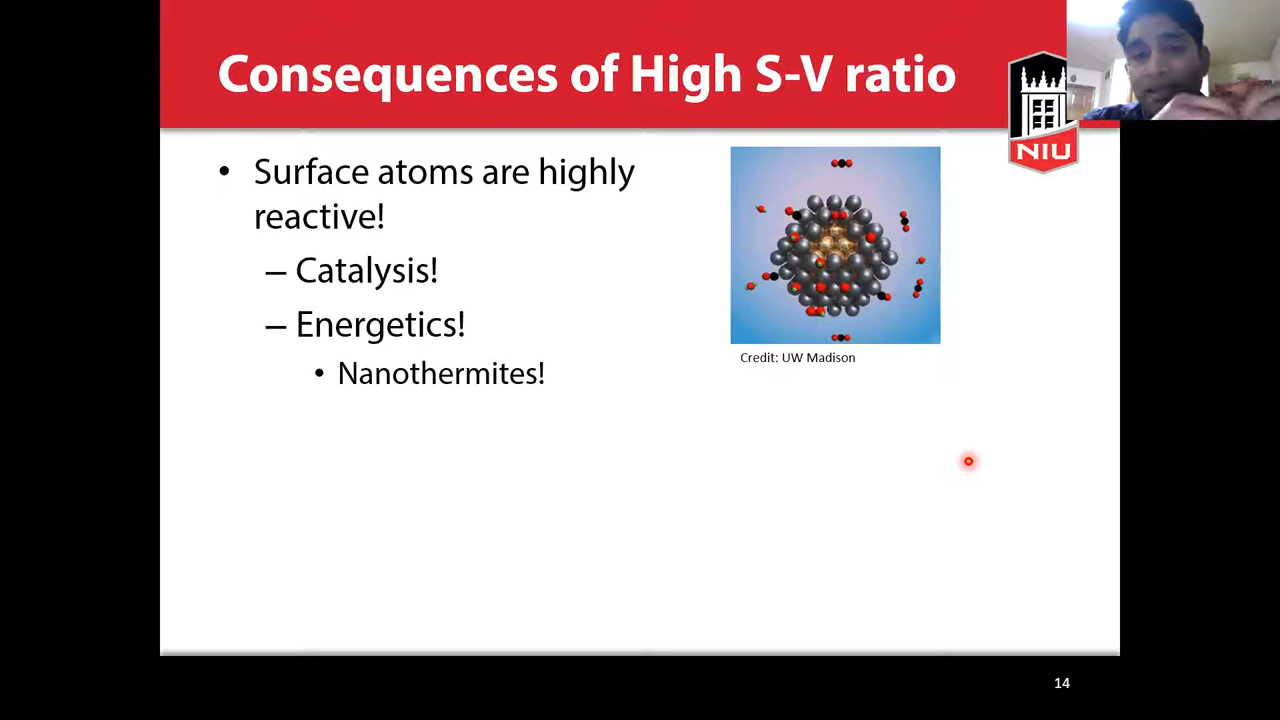 Consequences of High S-V ratio
NIU
• Surface atoms are highly
reactive!
– Catalysis!
– Energetics!
• Nanothermites!
Credit: UW Madison
14